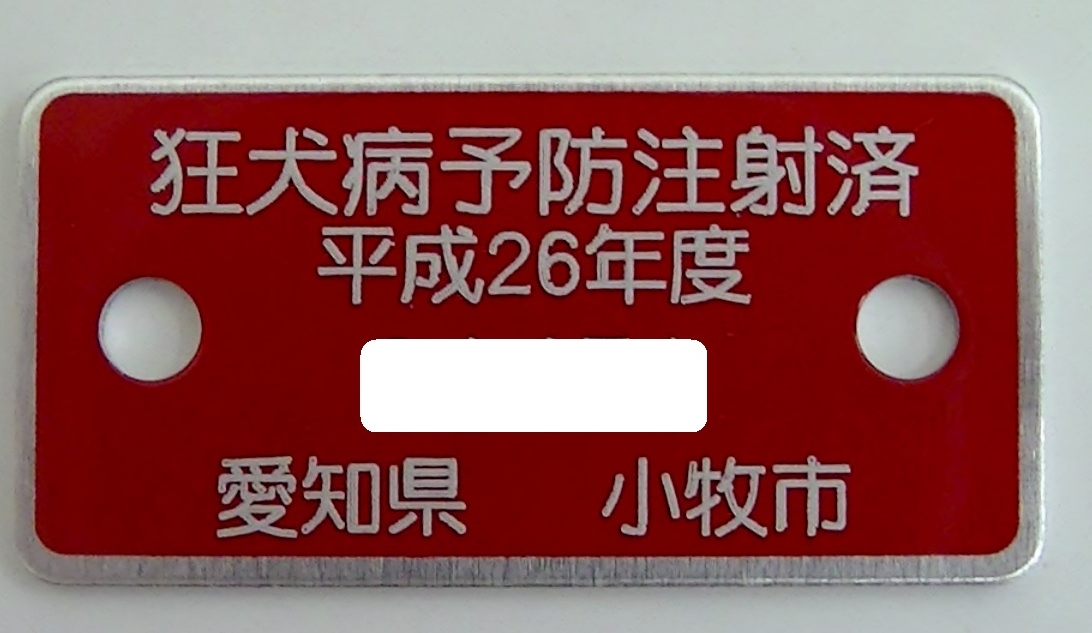 狂犬病予防注射済
平成26年度
愛知県　小牧市